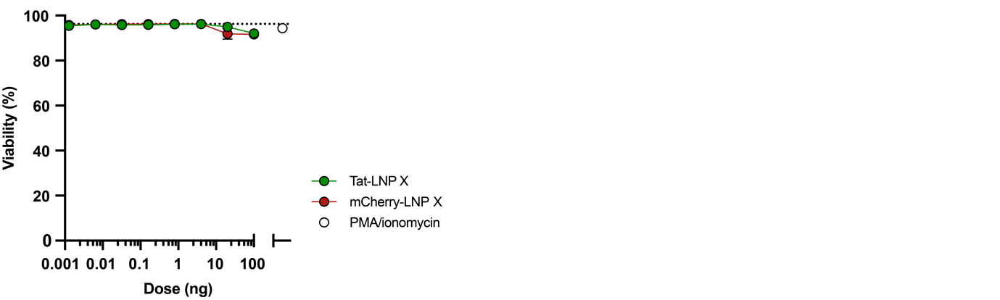 100
80
60
40
20
0
Viability (%)
0.001 0.01 0.1 1 10 100
Dose (ng)
Tat-LNP X
mCherry-LNP X
PMA/ionomycin